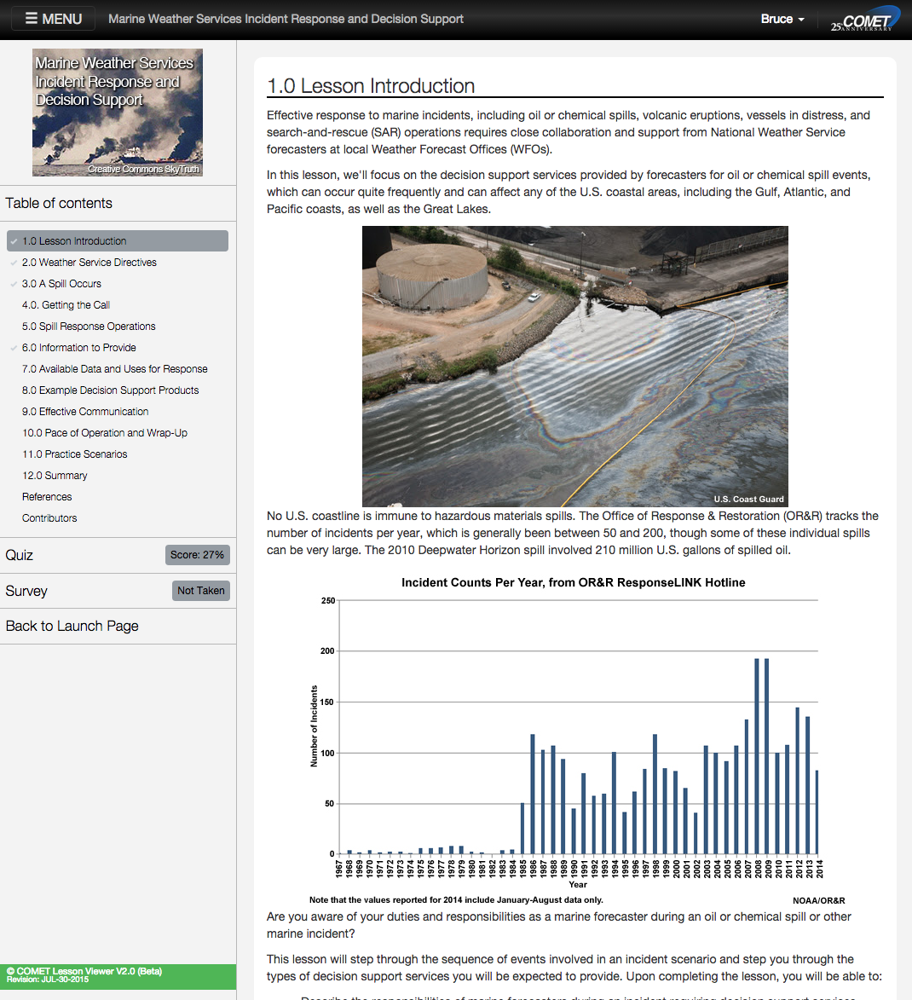 ☰ MENU
Marine Weather Services Incident Response and Decision Support
Bruce
25th COMET
ANNIVERSARY
Marine Weather Services
Incident Response and
Decision Support
Creative Commons SkyTruth
Table of contents
1.0 Lesson Introduction
2.0 Weather Service Directives
3.0 A Spill Occurs
4.0. Getting the Call
5.0 Spill Response Operations
6.0 Information to Provide
7.0 Available Data and Uses for Response
8.0 Example Decision Support Products
9.0 Effective Communication
10.0 Pace of Operation and Wrap-Up
11.0 Practice Scenarios
12.0 Summary
References
Contributors
Quiz
Score: 27%
Survey
Not Taken
Back to Launch Page
© COMET Lesson Viewer V2.0 (Beta)
Revision: JUL-30-2015
1.0 Lesson Introduction
Effective response to marine incidents, including oil or chemical spills, volcanic eruptions, vessels in distress, and
search-and-rescue (SAR) operations requires close collaboration and support from National Weather Service
forecasters at local Weather Forecast Offices (WFOs).
In this lesson, we'll focus on the decision support services provided by forecasters for oil or chemical spill events,
which can occur quite frequently and can affect any of the U.S. coastal areas, including the Gulf, Atlantic, and
Pacific coasts, as well as the Great Lakes.
U.S. Coast Guard
No U.S. coastline is immune to hazardous materials spills. The Office of Response & Restoration (OR&R) tracks the
number of incidents per year, which is generally been between 50 and 200, though some of these individual spills
can be very large. The 2010 Deepwater Horizon spill involved 210 million U.S. gallons of spilled oil.
Incident Counts Per Year, from OR&R ResponseLINK Hotline
Number of Incidents
250
200
150
100
50
0
1967 1968 1969 1970 1971 1972 1973 1974 1975 1976 1977 1978 1979 1980 1981 1982 1983 1984 1985 1986 1987 1988 1989 1990 1991 1992 1993 1994 1995 1996 1997 1998 1999 2000 2001 2002 2003 2004 2005 2006 2007 2008 2009 2010 2011 2012 2013 2014
Year
Note that the values reported for 2014 include January-August data only.
NOAA/OR&R
Are you aware of your duties and responsibilities as a marine forecaster during an oil or chemical spill or other
marine incident?
This lesson will step through the sequence of events involved in an incident scenario and step you through the
types of decision support services you will be expected to provide. Upon completing the lesson, you will be able to: